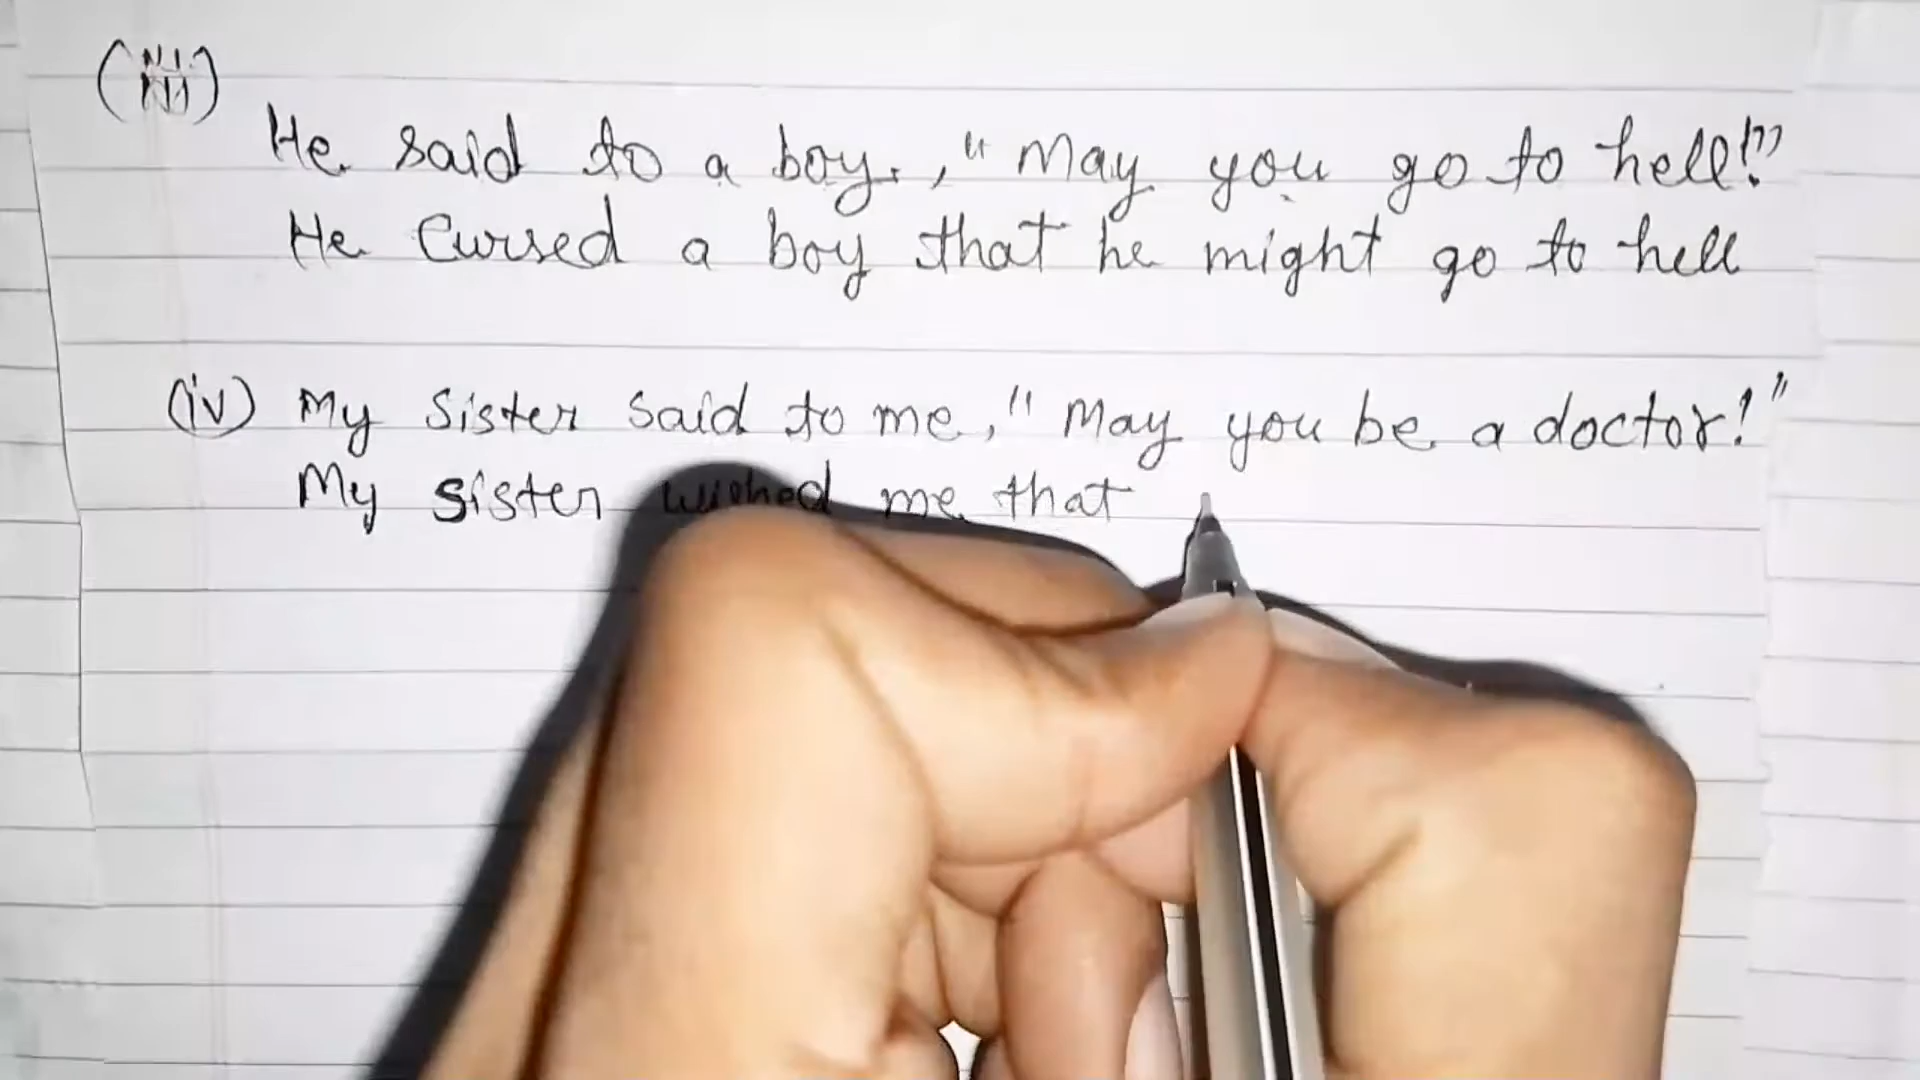 (iii)
He said to a boy., "May you go to hell!"
He cursed a boy that he might go to hell
(iv) My sister said to me, "May you be a doctor!"
My sister wished me that